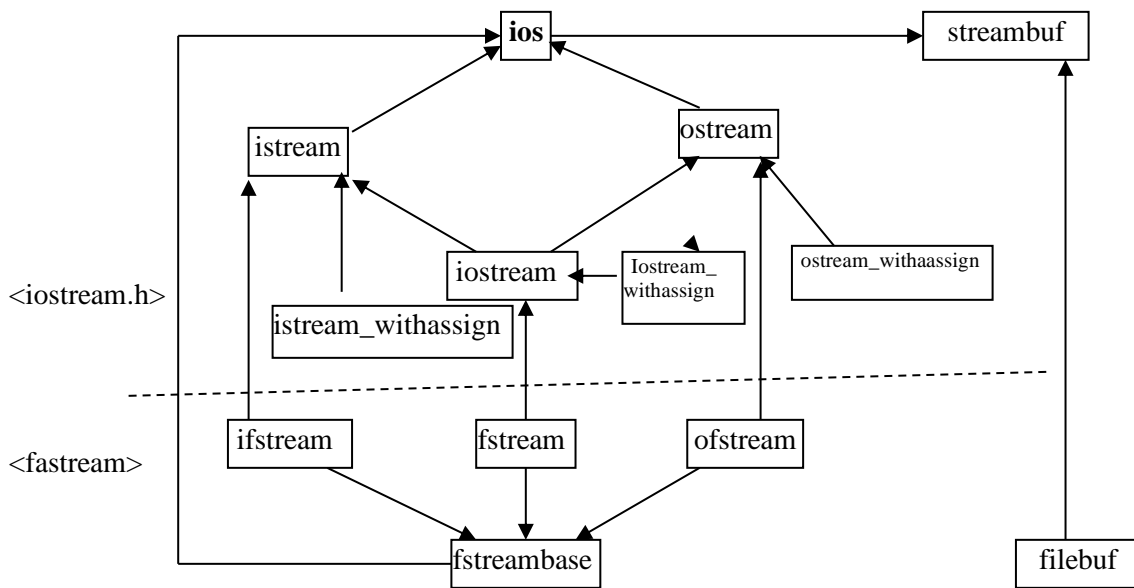 ios
streambuf
ostream
istream
iostream
Iostream_
withassign
ostream_withaassign
<iostream.h>
istream_withassign
ifstream
fstream
ofstream
<fastream>
fstreambase
filebuf